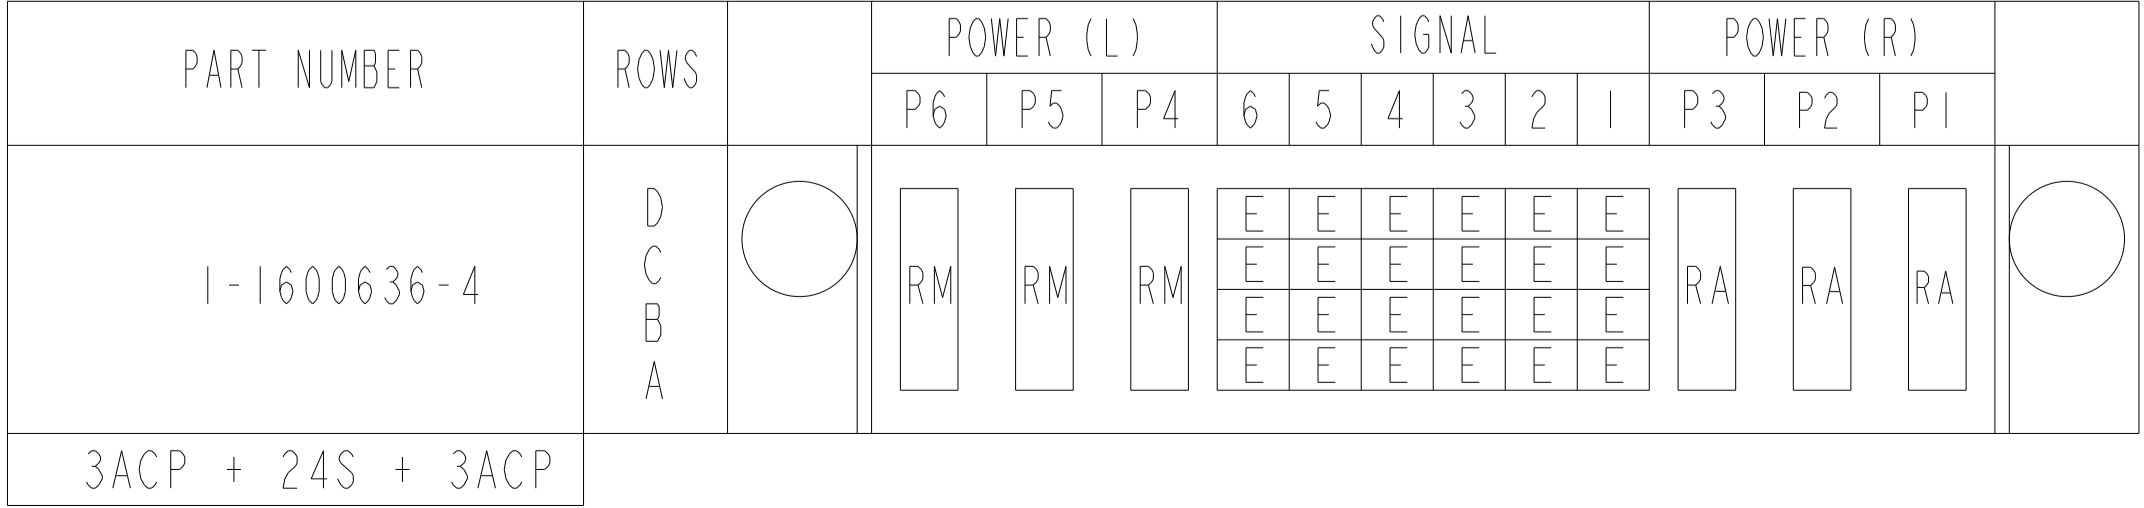 PART NUMBER ROWS POWER (L) SIGNAL POWER (R)
P6 P5 P4 6 5 4 3 2 1 P3 P2 P1
D E E E E E E
C E E E E E E
1-1600636-4 RM RM RM RA RA RA
B E E E E E E
A E E E E E E
3ACP + 24S + 3ACP